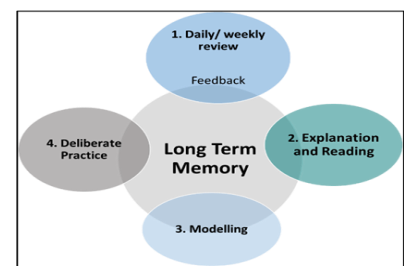 1. Daily/ weekly
review
Feedback
2. Explanation
and Reading
3. Modelling
4. Deliberate
Practice
Long Term
Memory